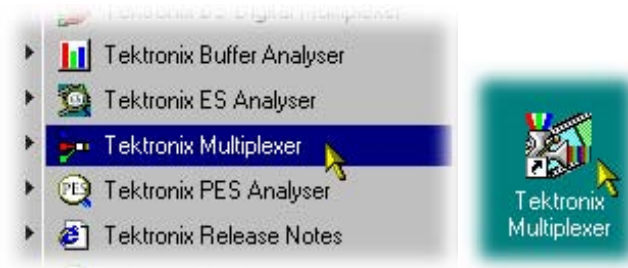 Tektronix Buffer Analyser
Tektronix ES Analyser
Tektronix Multiplexer
PES Tektronix PES Analyser
Tektronix Release Notes
Tektronix
Multiplexer